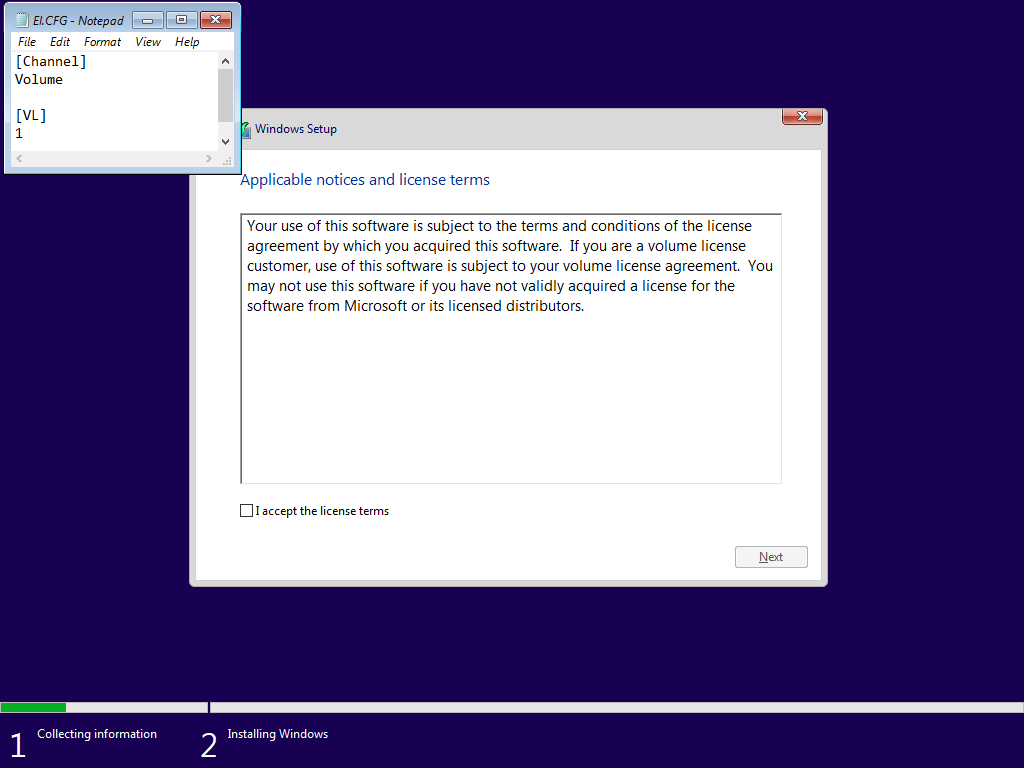 EI.CFG - Notepad
File Edit Format View Help
[Channel]
Volume
[VL]
1
Windows Setup
Applicable notices and license terms
Your use of this software is subject to the terms and conditions of the license
agreement by which you acquired this software.  If you are a volume license
customer, use of this software is subject to your volume license agreement.  You
may not use this software if you have not validly acquired a license for the
software from Microsoft or its licensed distributors.
I accept the license terms
Next
1 Collecting information
2 Installing Windows